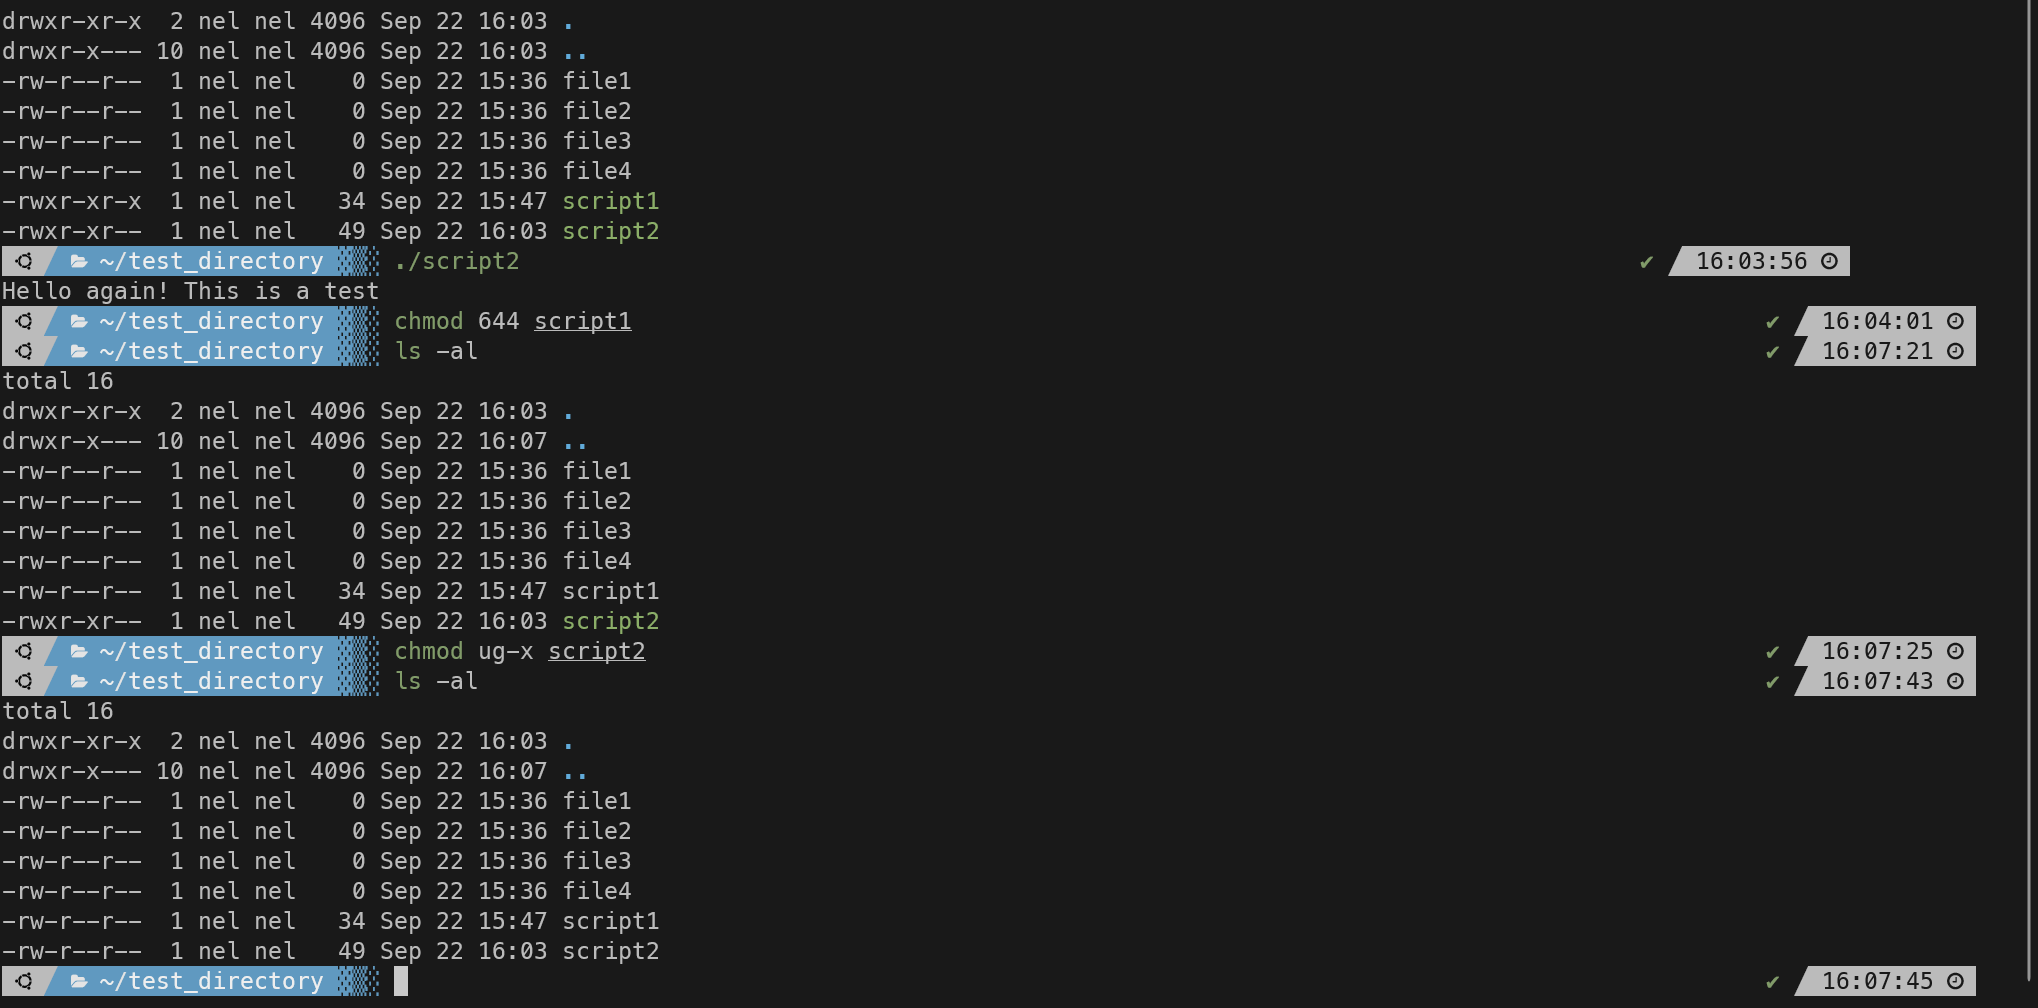 drwxr-xr-x  2 nel nel 4096 Sep 22 16:03 .
drwxr-x--- 10 nel nel 4096 Sep 22 16:03 ..
-rw-r--r--  1 nel nel    0 Sep 22 15:36 file1
-rw-r--r--  1 nel nel    0 Sep 22 15:36 file2
-rw-r--r--  1 nel nel    0 Sep 22 15:36 file3
-rw-r--r--  1 nel nel    0 Sep 22 15:36 file4
-rwxr-xr-x  1 nel nel   34 Sep 22 15:47 script1
-rwxr-xr--  1 nel nel   49 Sep 22 16:03 script2
~/test_directory ./script2 ✔ 16:03:56
Hello again! This is a test
~/test_directory chmod 644 script1 ✔ 16:04:01
~/test_directory ls -al ✔ 16:07:21
total 16
drwxr-xr-x  2 nel nel 4096 Sep 22 16:03 .
drwxr-x--- 10 nel nel 4096 Sep 22 16:07 ..
-rw-r--r--  1 nel nel    0 Sep 22 15:36 file1
-rw-r--r--  1 nel nel    0 Sep 22 15:36 file2
-rw-r--r--  1 nel nel    0 Sep 22 15:36 file3
-rw-r--r--  1 nel nel    0 Sep 22 15:36 file4
-rw-r--r--  1 nel nel   34 Sep 22 15:47 script1
-rwxr-xr--  1 nel nel   49 Sep 22 16:03 script2
~/test_directory chmod ug-x script2 ✔ 16:07:25
~/test_directory ls -al ✔ 16:07:43
total 16
drwxr-xr-x  2 nel nel 4096 Sep 22 16:03 .
drwxr-x--- 10 nel nel 4096 Sep 22 16:07 ..
-rw-r--r--  1 nel nel    0 Sep 22 15:36 file1
-rw-r--r--  1 nel nel    0 Sep 22 15:36 file2
-rw-r--r--  1 nel nel    0 Sep 22 15:36 file3
-rw-r--r--  1 nel nel    0 Sep 22 15:36 file4
-rw-r--r--  1 nel nel   34 Sep 22 15:47 script1
-rw-r--r--  1 nel nel   49 Sep 22 16:03 script2
~/test_directory ✔ 16:07:45